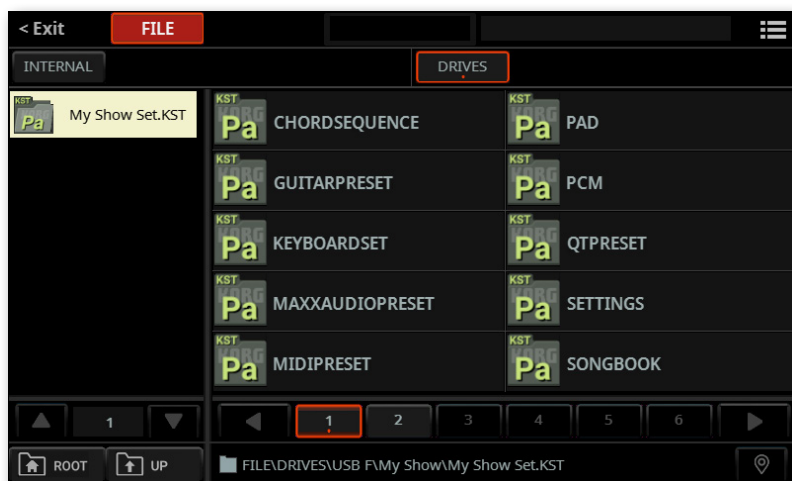 < Exit FILE
INTERNAL DRIVES
KST Pa My Show Set.KST
KST Pa CHORDSEQUENCE KST Pa PAD
KST Pa GUITARPRESET KST Pa PCM
KST Pa KEYBOARDSET KST Pa QTPRESET
KST Pa MAXXAUDIOPRESET KST Pa SETTINGS
KST Pa MIDIPRESET KST Pa SONGBOOK
1 1 2 3 4 5 6
ROOT UP FILE\DRIVES\USB F\My Show\My Show Set.KST